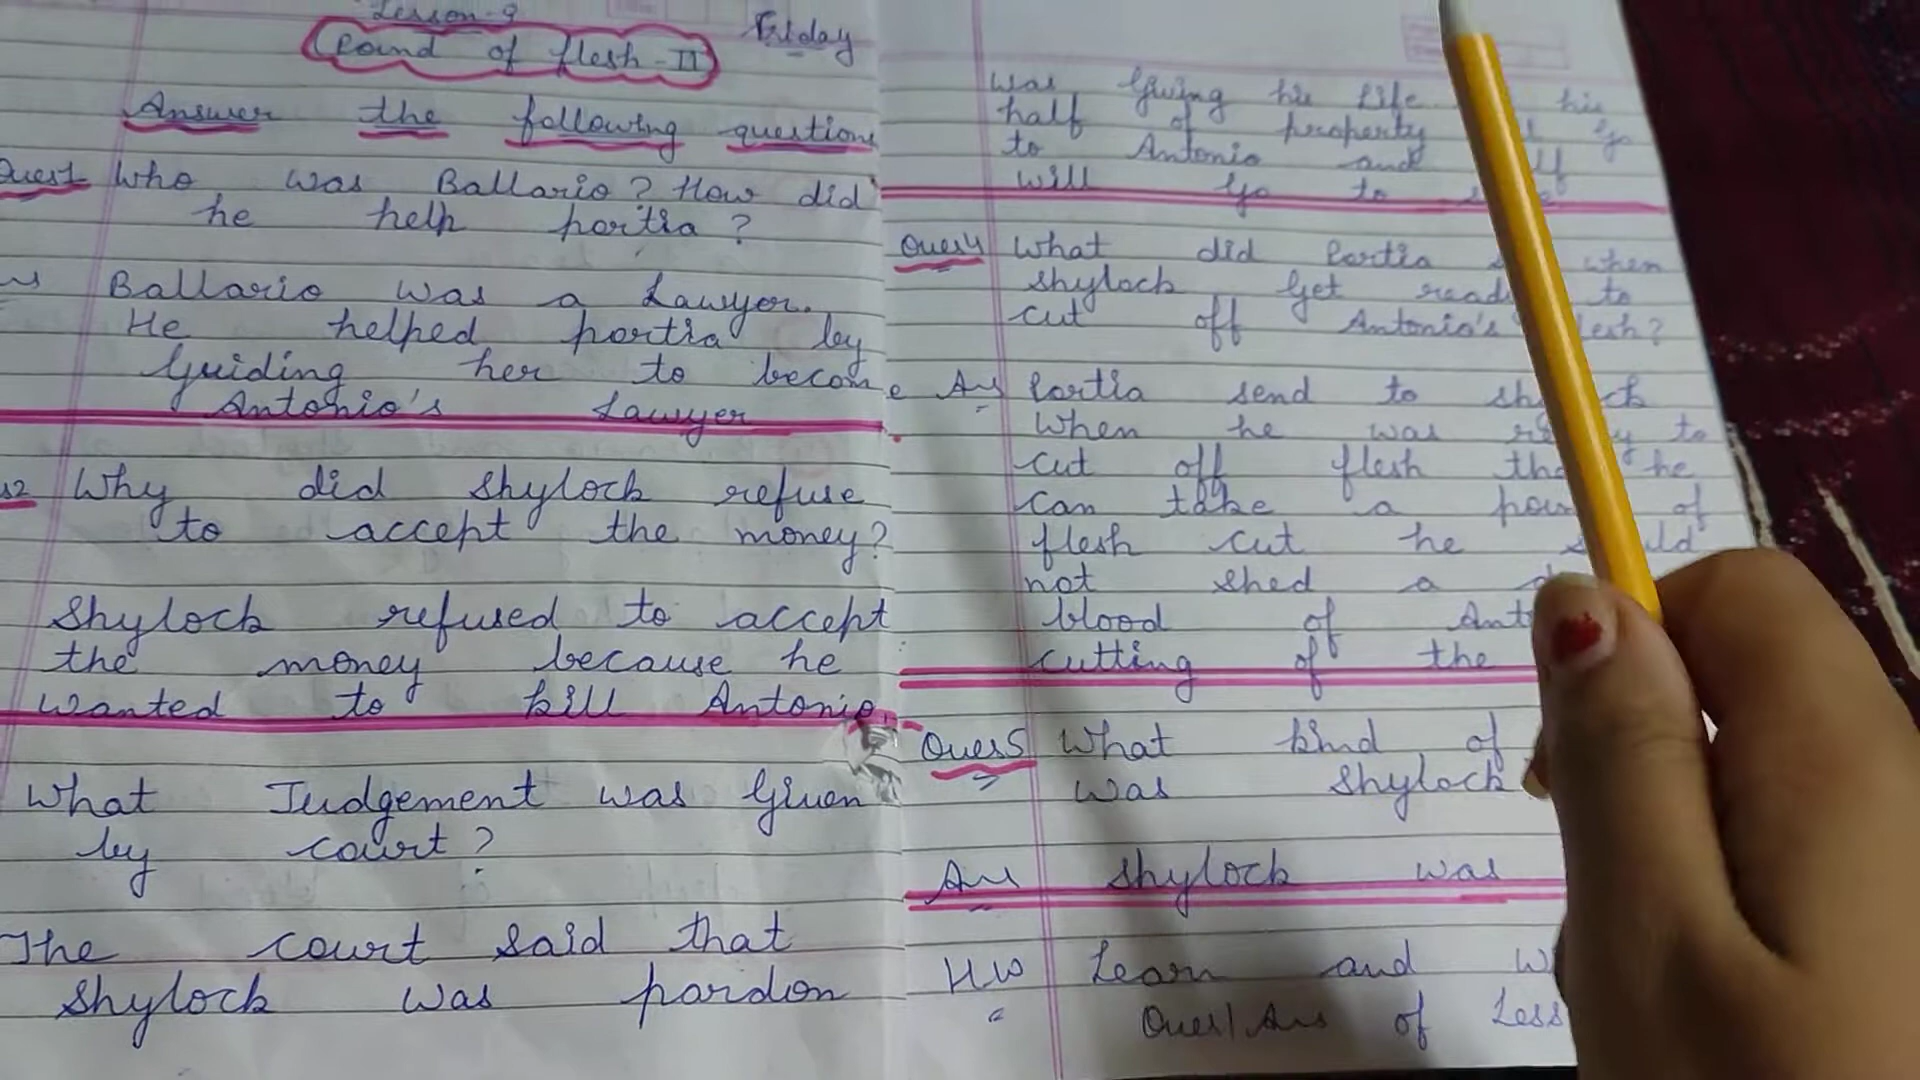 Lesson-9
Pound of flesh-II
Friday
Answer the following question
Ques1 Who was Ballario? How did
he help portia?
Ballario was a Lawyer.
He helped portia by
Guiding her to become
Antonio's Lawyer
Why did Shylock refuse
to accept the money?
Shylock refused to accept
the money because he
wanted to kill Antonio.
What Judgement was Given
by court?
The court said that
Shylock was pardon
was Giving his Life his
half of property Go
to Antonio and
will Go to
Ques4 What did Portia when
Shylock Get to
cut off Antonio's
Ans Portia send to
When he was to
cut off flesh he
can take a of
flesh cut he
not shed a
blood of
cutting of the
Ques5 What kind of
was Shylock
Ans Shylock was
HW Learn and
Ques/Ans of